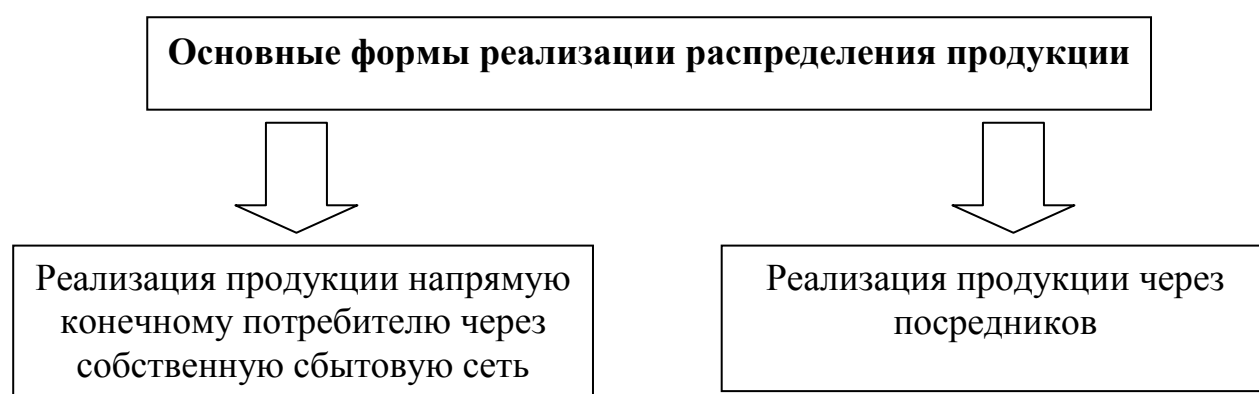 Основные формы реализации распределения продукции
Реализация продукции напрямую
конечному потребителю через
собственную сбытовую сеть
Реализация продукции через
посредников